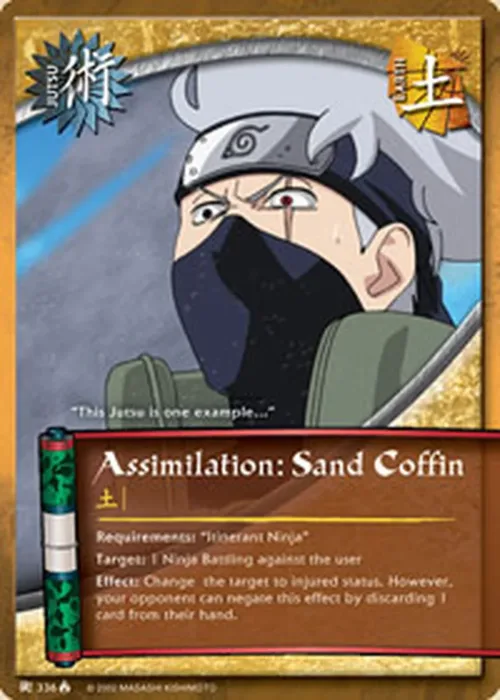 JUTSU 術
EARTH 土
"This Jutsu is one example..."
Assimilation: Sand Coffin
土1
Requirements: "Itinerant Ninja"
Target: 1 Ninja Battling against the user
Effect: Change the target to injured status. However,
your opponent can negate this effect by discarding 1
card from their hand.
336 © 2002 MASASHI KISHIMOTO